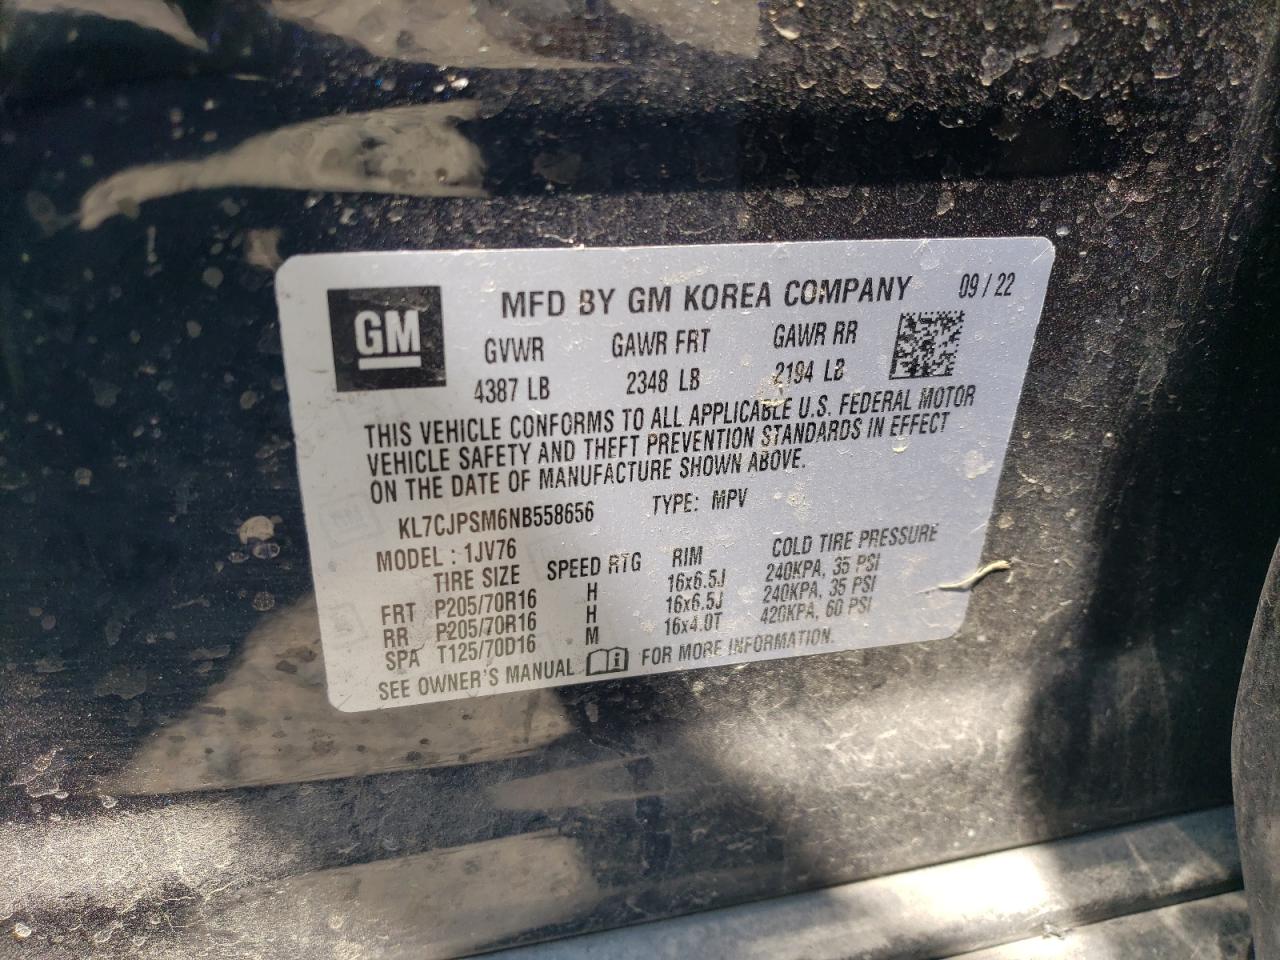 MFD BY GM KOREA COMPANY 09 / 22
GM
GVWR GAWR FRT GAWR RR
4387 LB 2348 LB 2194 LB
THIS VEHICLE CONFORMS TO ALL APPLICABLE U.S. FEDERAL MOTOR
VEHICLE SAFETY AND THEFT PREVENTION STANDARDS IN EFFECT
ON THE DATE OF MANUFACTURE SHOWN ABOVE.
KL7CJPSM6NB558656 TYPE: MPV
MODEL : 1JV76
TIRE SIZE SPEED RTG RIM COLD TIRE PRESSURE
FRT P205/70R16 H 16x6.5J 240KPA, 35 PSI
RR P205/70R16 H 16x6.5J 240KPA, 35 PSI
SPA T125/70D16 M 16x4.0T 420KPA, 60 PSI
SEE OWNER'S MANUAL FOR MORE INFORMATION.